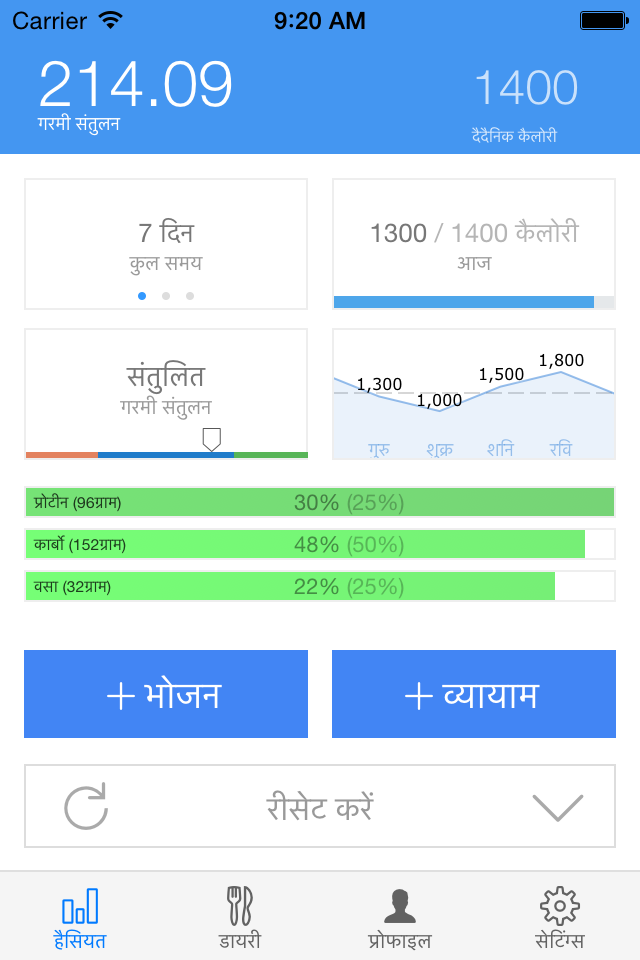 Carrier 9:20 AM
214.09 1400
गरमी संतुलन दैदैनिक कैलोरी
7 दिन
कुल समय
1300 / 1400 कैलोरी
आज
संतुलित
गरमी संतुलन
1,300 1,000 1,500 1,800
गुरु शुक्र शनि रवि
प्रोटीन (96ग्राम) 30% (25%)
कार्बो (152ग्राम) 48% (50%)
वसा (32ग्राम) 22% (25%)
+ भोजन + व्यायाम
रीसेट करें
हैसियत डायरी प्रोफाइल सेटिंग्स